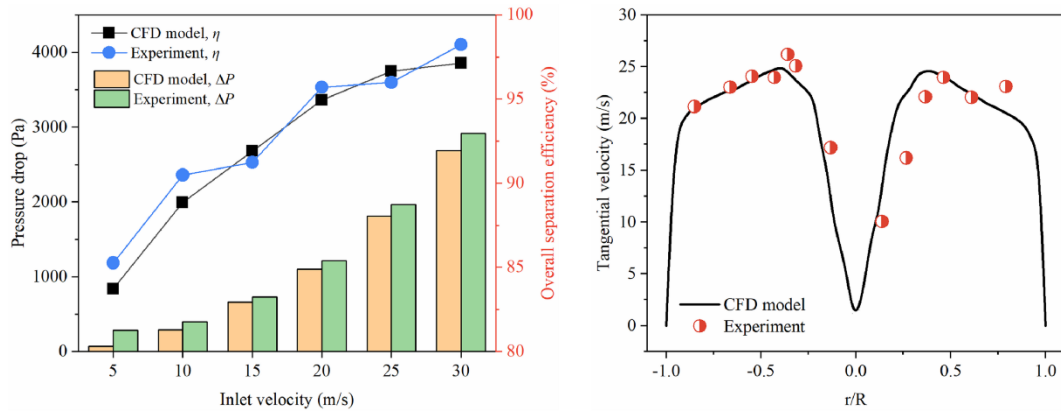 CFD model, η
Experiment, η
CFD model, ΔP
Experiment, ΔP
Pressure drop (Pa)
4000
3000
2000
1000
0
5 10 15 20 25 30
Inlet velocity (m/s)
100
95
90
85
80
Overall separation efficiency (%)
Tangential velocity (m/s)
30
25
20
15
10
5
0
CFD model
Experiment
-1.0 -0.5 0.0 0.5 1.0
r/R